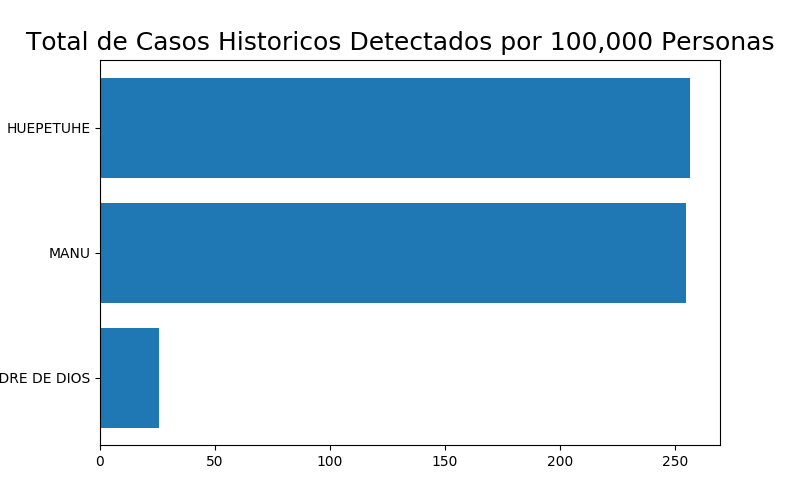 Total de Casos Historicos Detectados por 100,000 Personas
HUEPETUHE
MANU
DRE DE DIOS
0 50 100 150 200 250